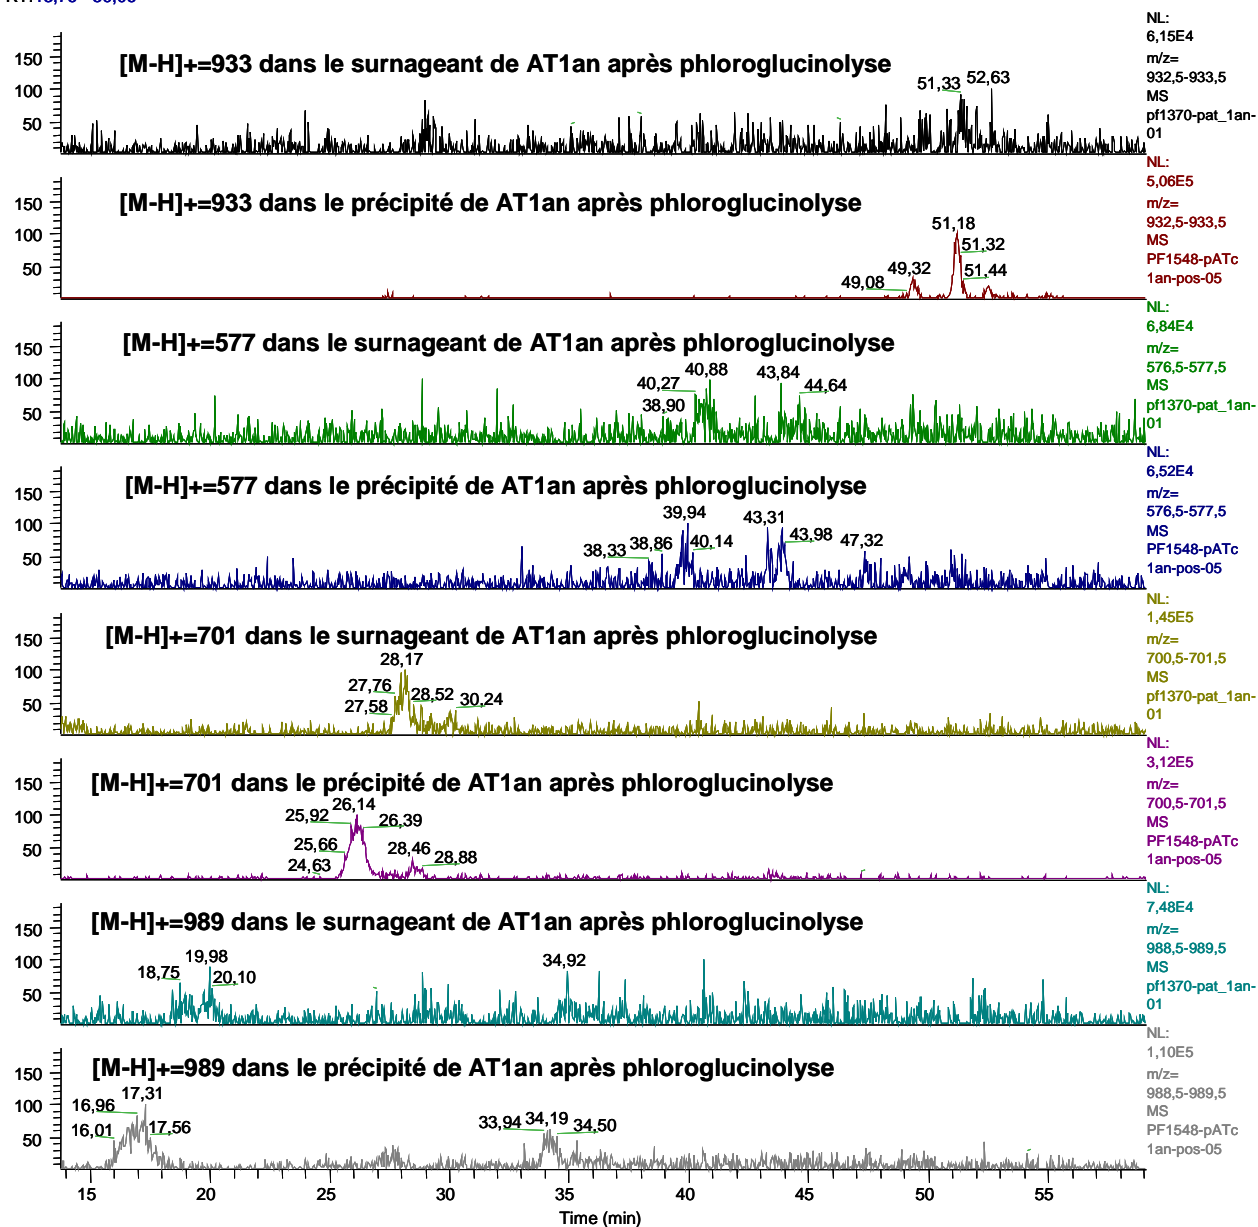 [M-H]+=933 dans le surnageant de AT1an après phloroglucinolyse
150
100
50
51,33
52,63
NL:
6,15E4
m/z=
932,5-933,5
MS
pf1370-pat_1an-
01
[M-H]+=933 dans le précipité de AT1an après phloroglucinolyse
150
100
50
49,08
49,32
51,18
51,32
51,44
NL:
5,06E5
m/z=
932,5-933,5
MS
PF1548-pATc
1an-pos-05
[M-H]+=577 dans le surnageant de AT1an après phloroglucinolyse
150
100
50
38,90
40,27
40,88
43,84
44,64
NL:
6,84E4
m/z=
576,5-577,5
MS
pf1370-pat_1an-
01
[M-H]+=577 dans le précipité de AT1an après phloroglucinolyse
150
100
50
38,33
38,86
39,94
40,14
43,31
43,98
47,32
NL:
6,52E4
m/z=
576,5-577,5
MS
PF1548-pATc
1an-pos-05
[M-H]+=701 dans le surnageant de AT1an après phloroglucinolyse
150
100
50
27,58
27,76
28,17
28,52
30,24
NL:
1,45E5
m/z=
700,5-701,5
MS
pf1370-pat_1an-
01
[M-H]+=701 dans le précipité de AT1an après phloroglucinolyse
150
100
50
24,63
25,66
25,92
26,14
26,39
28,46
28,88
NL:
3,12E5
m/z=
700,5-701,5
MS
PF1548-pATc
1an-pos-05
[M-H]+=989 dans le surnageant de AT1an après phloroglucinolyse
150
100
50
18,75
19,98
20,10
34,92
NL:
7,48E4
m/z=
988,5-989,5
MS
pf1370-pat_1an-
01
[M-H]+=989 dans le précipité de AT1an après phloroglucinolyse
150
100
50
16,01
16,96
17,31
17,56
33,94
34,19
34,50
NL:
1,10E5
m/z=
988,5-989,5
MS
PF1548-pATc
1an-pos-05
15 20 25 30 35 40 45 50 55
Time (min)